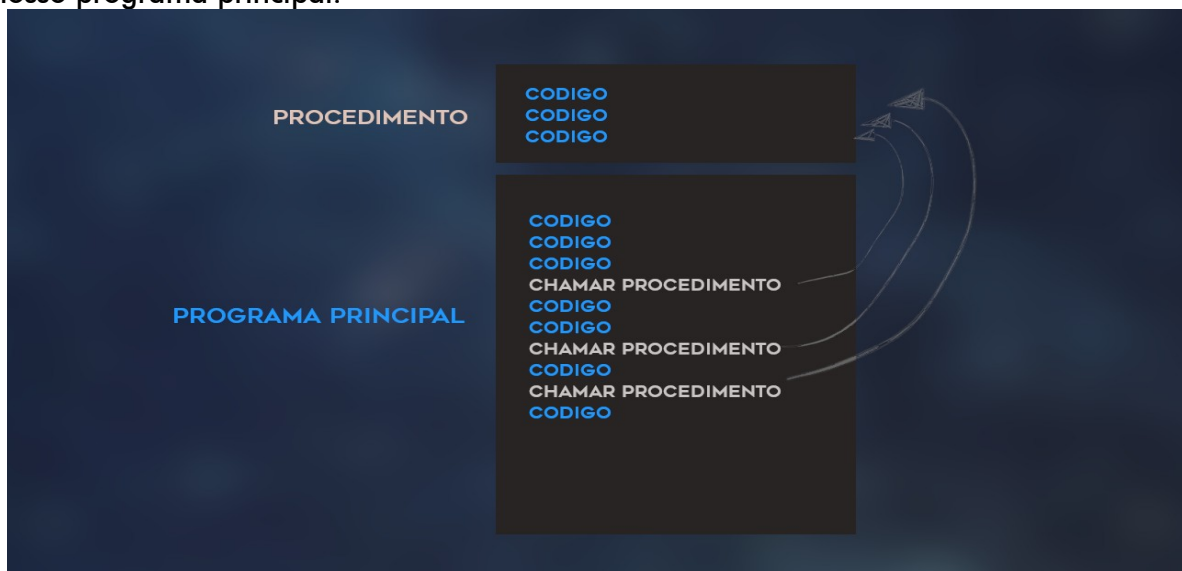 nosso programa principal.
PROCEDIMENTO
CODIGO
CODIGO
CODIGO
PROGRAMA PRINCIPAL
CODIGO
CODIGO
CODIGO
CHAMAR PROCEDIMENTO
CODIGO
CODIGO
CHAMAR PROCEDIMENTO
CODIGO
CHAMAR PROCEDIMENTO
CODIGO